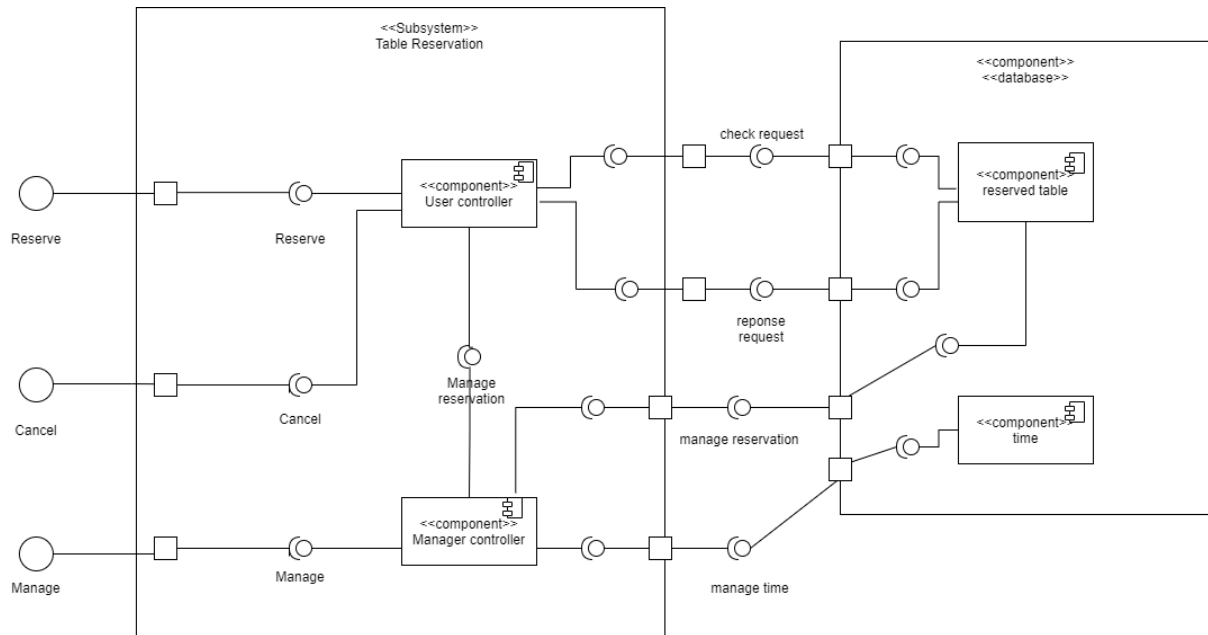 <<Subsystem>>
Table Reservation
<<component>>
<<database>>
check request
<<component>>
User controller
<<component>>
reserved table
Reserve
Reserve
reponse
request
Manage
reservation
Cancel
Cancel
manage reservation
<<component>>
time
<<component>>
Manager controller
Manage
Manage
manage time